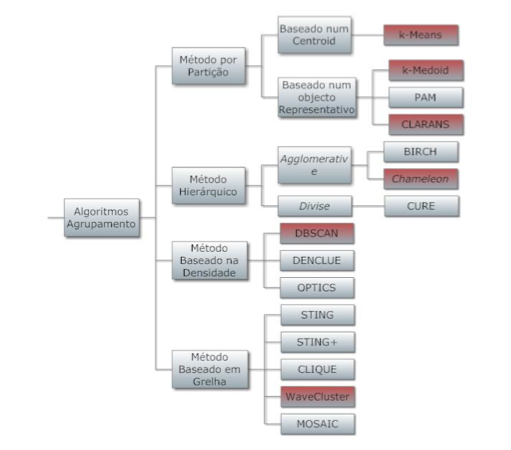 Algoritmos
Agrupamento
Método por
Partição
Baseado num
Centroid
k-Means
Baseado num
objecto
Representativo
k-Medoid
PAM
CLARANS
Método
Hierárquico
Agglomerativ
e
BIRCH
Chameleon
Divise
CURE
Método
Baseado na
Densidade
DBSCAN
DENCLUE
OPTICS
Método
Baseado em
Grelha
STING
STING+
CLIQUE
WaveCluster
MOSAIC